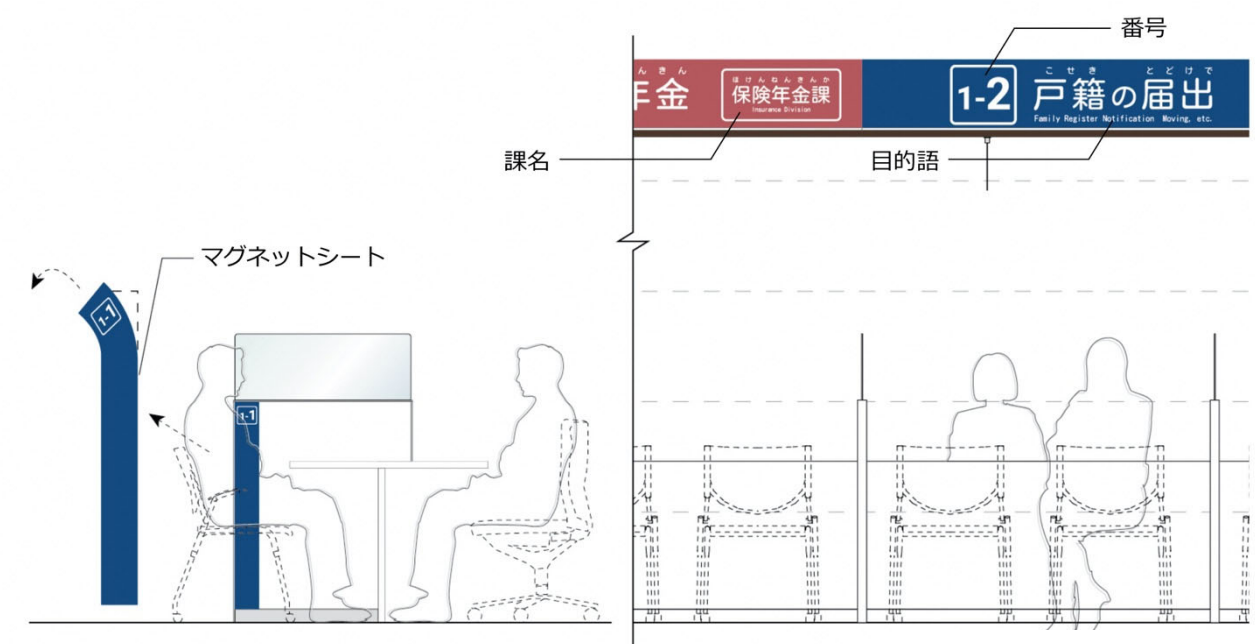 番号
んきん
年金
ほけんねんきんか
保険年金課
Insurance Division
1-2
こせき とどけで
戸籍の届出
Family Register Notification Moving, etc.
課名
目的語
マグネットシート
1-1
1-1